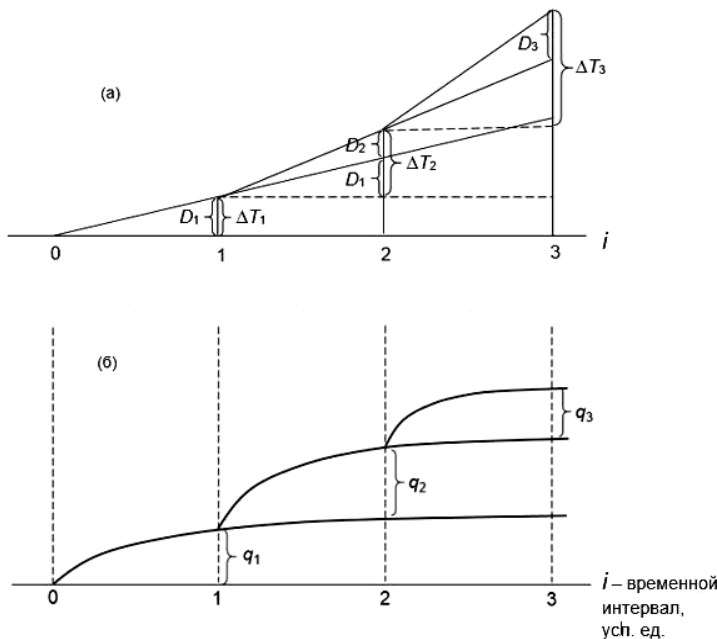 (а)
D₃
ΔT₃
D₂
D₁
ΔT₂
D₁
ΔT₁
i
0 1 2 3
(б)
q₃
q₂
q₁
0 1 2 3
i – временной
интервал,
усһ. ед.